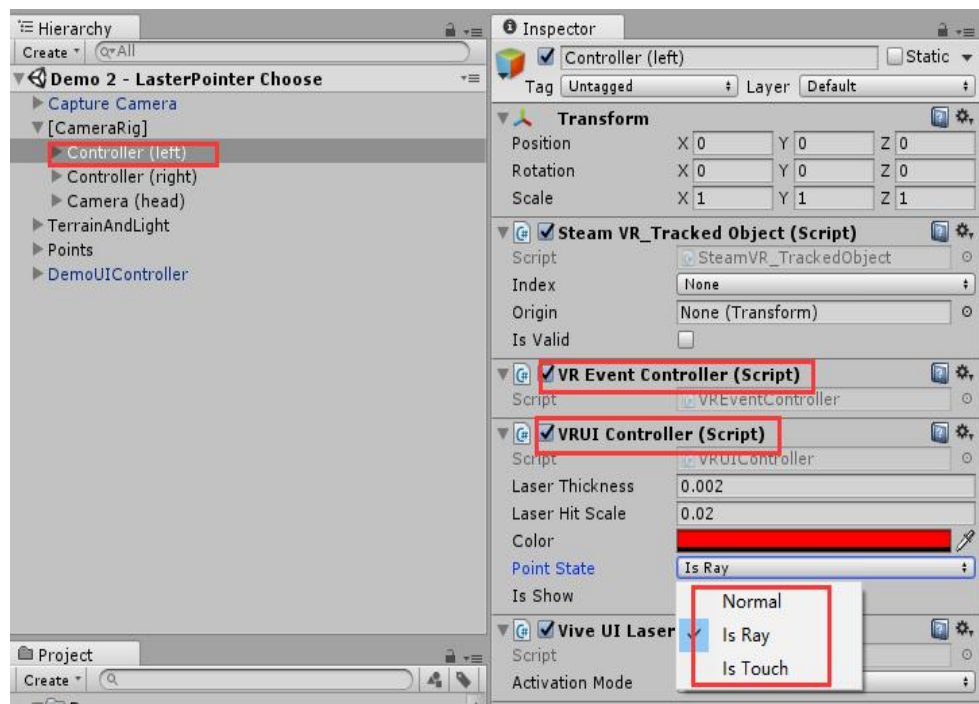 Hierarchy
Create
All
Demo 2 - LasterPointer Choose
Capture Camera
[CameraRig]
Controller (left)
Controller (right)
Camera (head)
TerrainAndLight
Points
DemoUIController
Project
Create
Inspector
Controller (left)
Static
Tag Untagged Layer Default
Transform
Position X 0 Y 0 Z 0
Rotation X 0 Y 0 Z 0
Scale X 1 Y 1 Z 1
Steam VR_Tracked Object (Script)
Script SteamVR_TrackedObject
Index None
Origin None (Transform)
Is Valid
VR Event Controller (Script)
Script VREventController
VRUI Controller (Script)
Script VRUIController
Laser Thickness 0.002
Laser Hit Scale 0.02
Color
Point State Is Ray
Is Show
Normal
Is Ray
Is Touch
Vive UI Laser
Script
Activation Mode